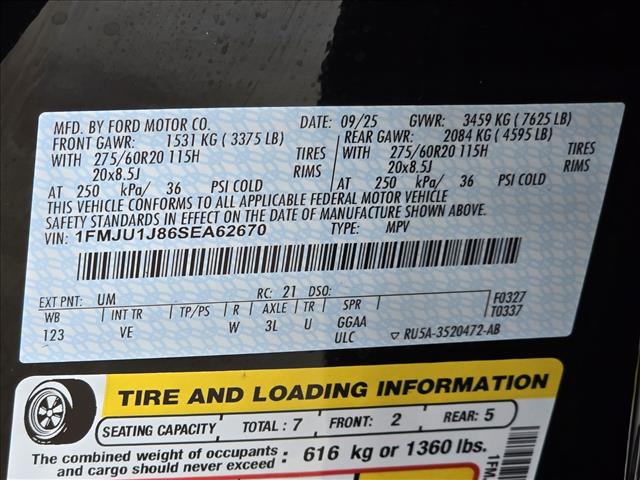 MFD. BY FORD MOTOR CO. DATE: 09/25 GVWR: 3459 KG ( 7625 LB)
FRONT GAWR: 1531 KG ( 3375 LB) REAR GAWR: 2084 KG ( 4595 LB)
WITH 275/60R20 115H TIRES WITH 275/60R20 115H TIRES
20x8.5J RIMS 20x8.5J RIMS
AT 250 kPa/ 36 PSI COLD AT 250 kPa/ 36 PSI COLD
THIS VEHICLE CONFORMS TO ALL APPLICABLE FEDERAL MOTOR VEHICLE
SAFETY STANDARDS IN EFFECT ON THE DATE OF MANUFACTURE SHOWN ABOVE.
VIN: 1FMJU1J86SEA62670 TYPE: MPV
EXT PNT: UM RC: 21 DSO: F0327
WB INT TR TP/PS R AXLE TR SPR T0337
123 VE W 3L U GGAA
ULC ▽ RU5A-3520472-AB
TIRE AND LOADING INFORMATION
SEATING CAPACITY TOTAL: 7 FRONT: 2 REAR: 5
The combined weight of occupants and cargo should never exceed: 616 kg or 1360 lbs.
1FM